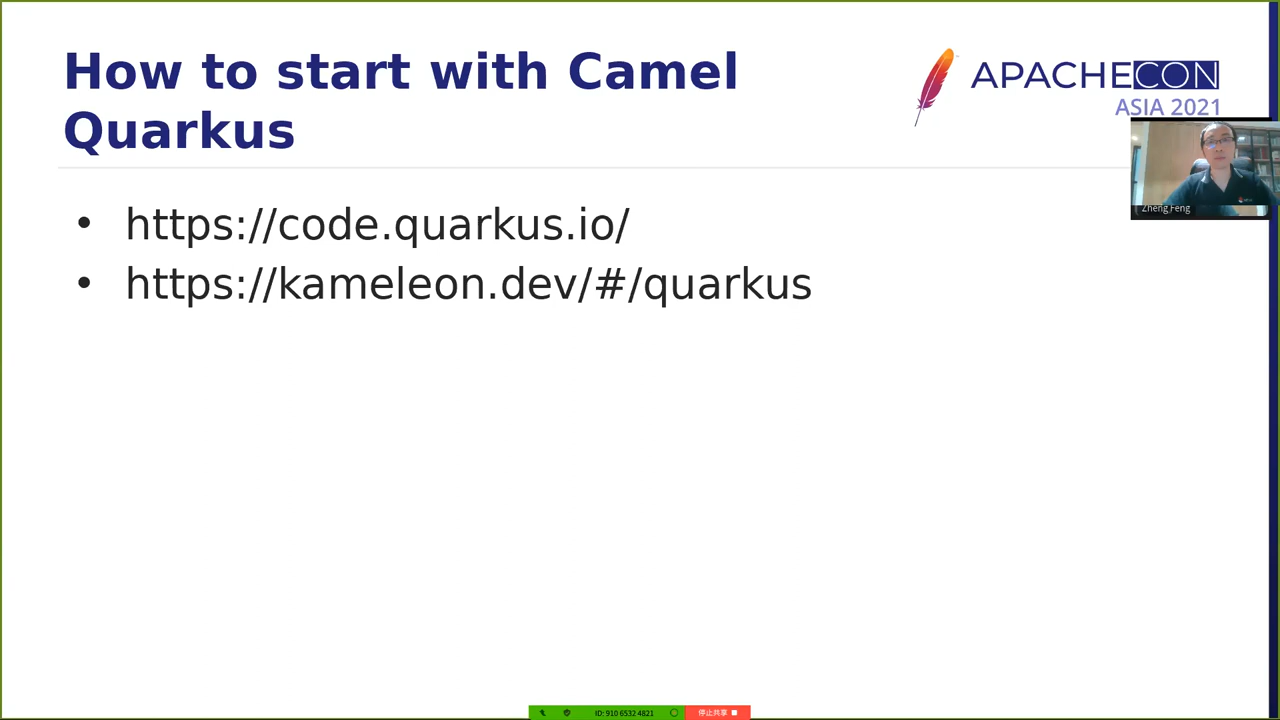 How to start with Camel
Quarkus
APACHECON
ASIA 2021
Zheng Feng
• https://code.quarkus.io/
• https://kameleon.dev/#/quarkus
ID: 910 6532 4821
停止共享